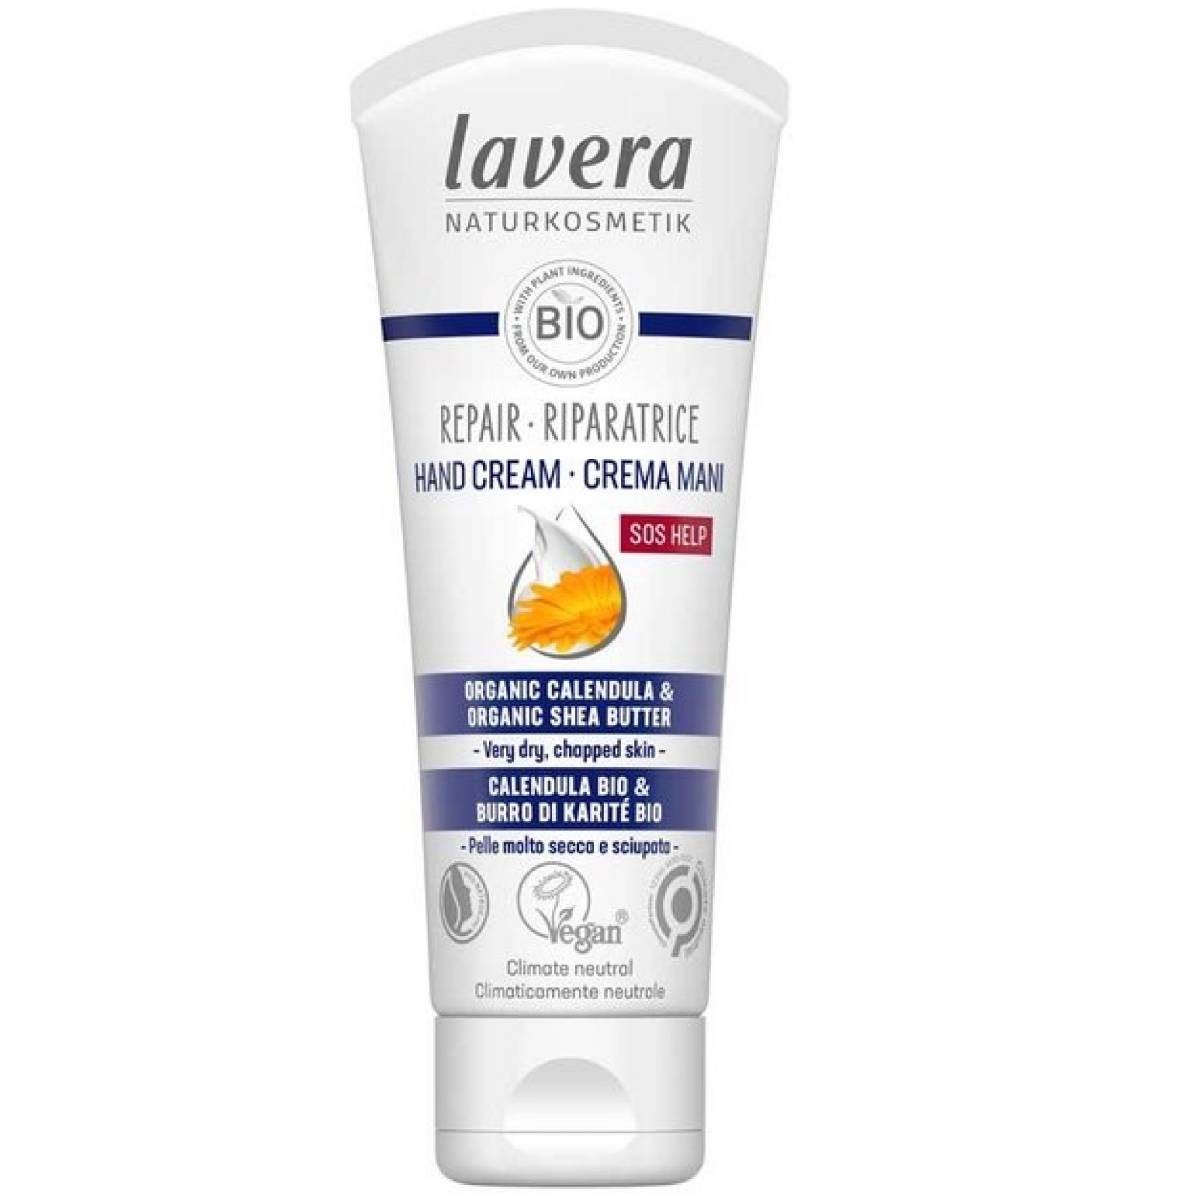 lavera
NATURKOSMETIK
WITH PLANT INGREDIENTS
BIO
FROM OUR OWN PRODUCTION
REPAIR · RIPARATRICE
HAND CREAM · CREMA MANI
SOS HELP
ORGANIC CALENDULA &
ORGANIC SHEA BUTTER
- Very dry, chapped skin -
CALENDULA BIO &
BURRO DI KARITÉ BIO
- Pelle molto secca e sciupata -
Vegan®
Climate neutral
Climaticamente neutrale